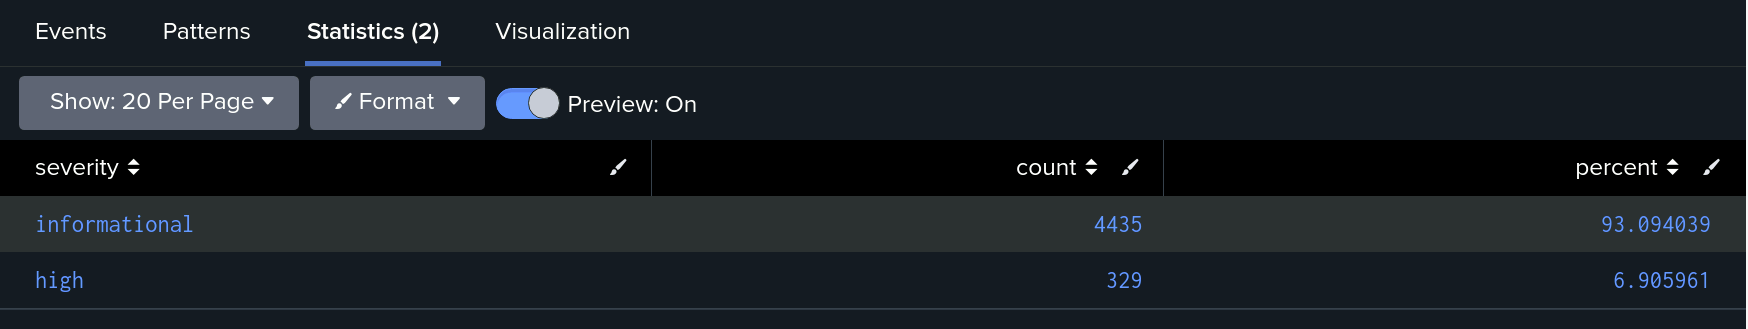 Events Patterns Statistics (2) Visualization
Show: 20 Per Page Format Preview: On
severity count percent
informational 4435 93.094039
high 329 6.905961